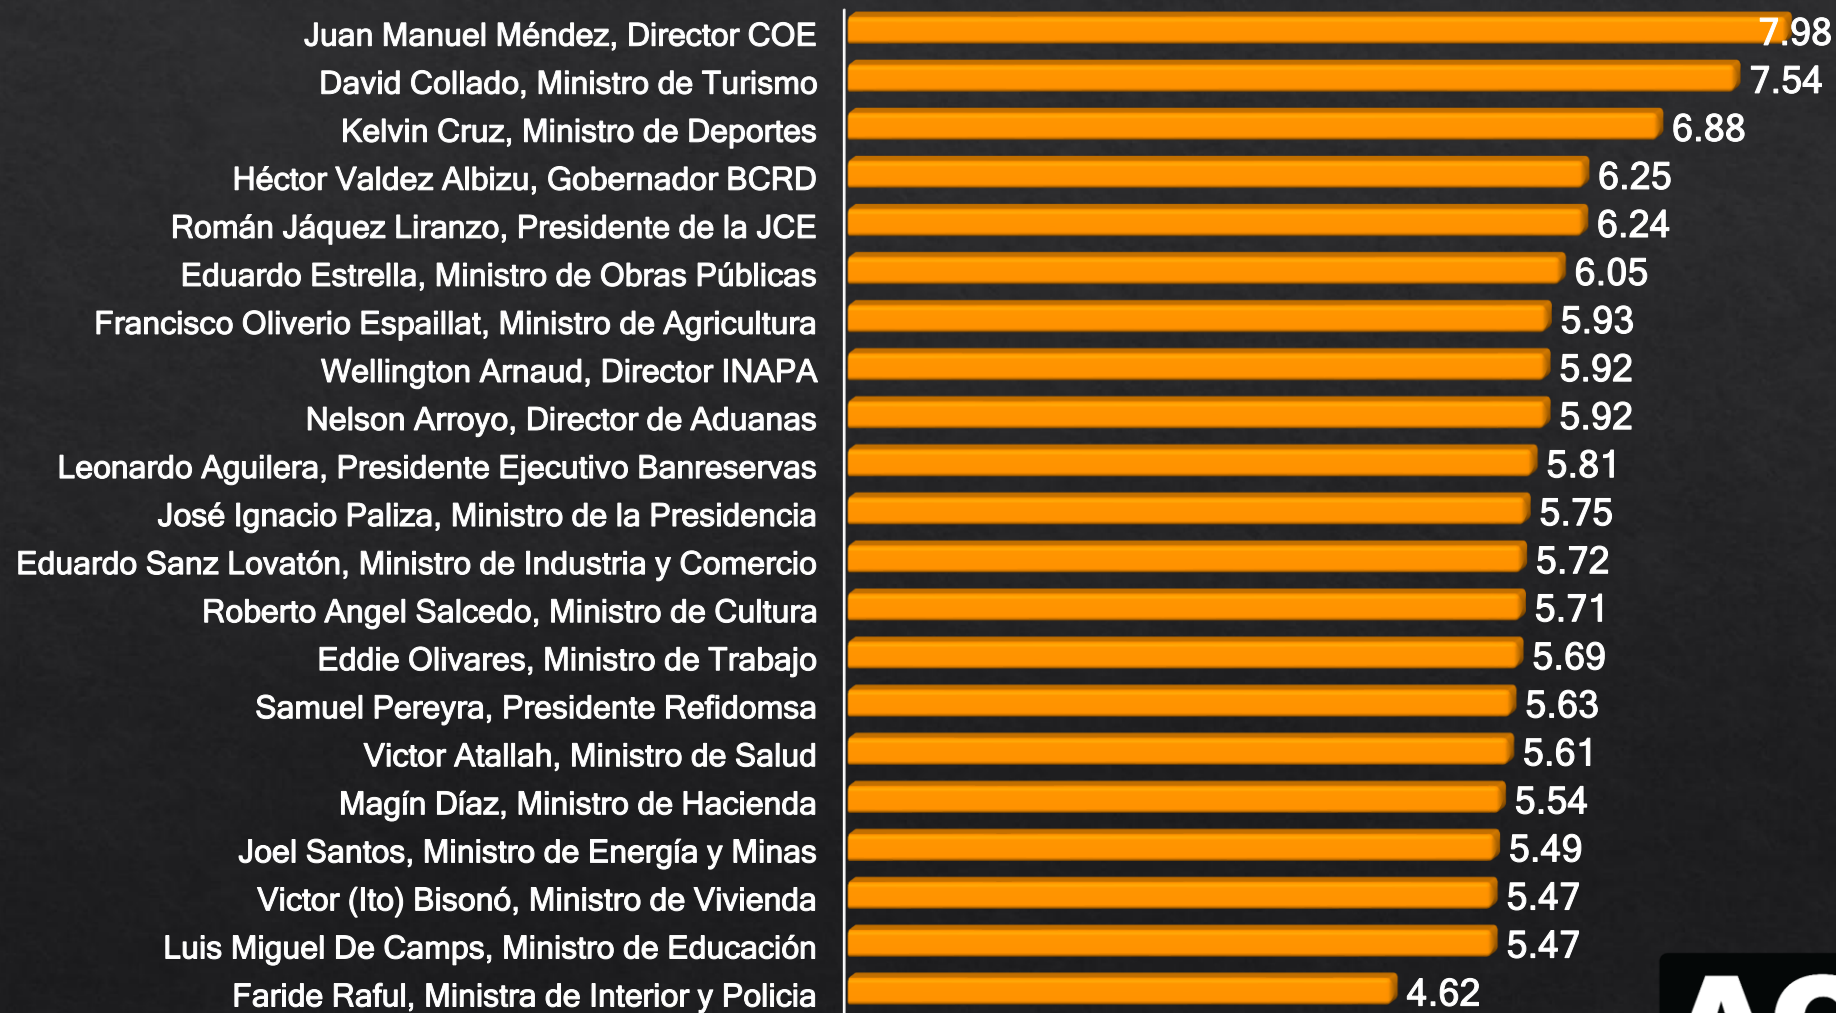 Juan Manuel Méndez, Director COE 7.98
David Collado, Ministro de Turismo 7.54
Kelvin Cruz, Ministro de Deportes 6.88
Héctor Valdez Albizu, Gobernador BCRD 6.25
Román Jáquez Liranzo, Presidente de la JCE 6.24
Eduardo Estrella, Ministro de Obras Públicas 6.05
Francisco Oliverio Espaillat, Ministro de Agricultura 5.93
Wellington Arnaud, Director INAPA 5.92
Nelson Arroyo, Director de Aduanas 5.92
Leonardo Aguilera, Presidente Ejecutivo Banreservas 5.81
José Ignacio Paliza, Ministro de la Presidencia 5.75
Eduardo Sanz Lovatón, Ministro de Industria y Comercio 5.72
Roberto Angel Salcedo, Ministro de Cultura 5.71
Eddie Olivares, Ministro de Trabajo 5.69
Samuel Pereyra, Presidente Refidomsa 5.63
Victor Atallah, Ministro de Salud 5.61
Magín Díaz, Ministro de Hacienda 5.54
Joel Santos, Ministro de Energía y Minas 5.49
Victor (Ito) Bisonó, Ministro de Vivienda 5.47
Luis Miguel De Camps, Ministro de Educación 5.47
Faride Raful, Ministra de Interior y Policia 4.62